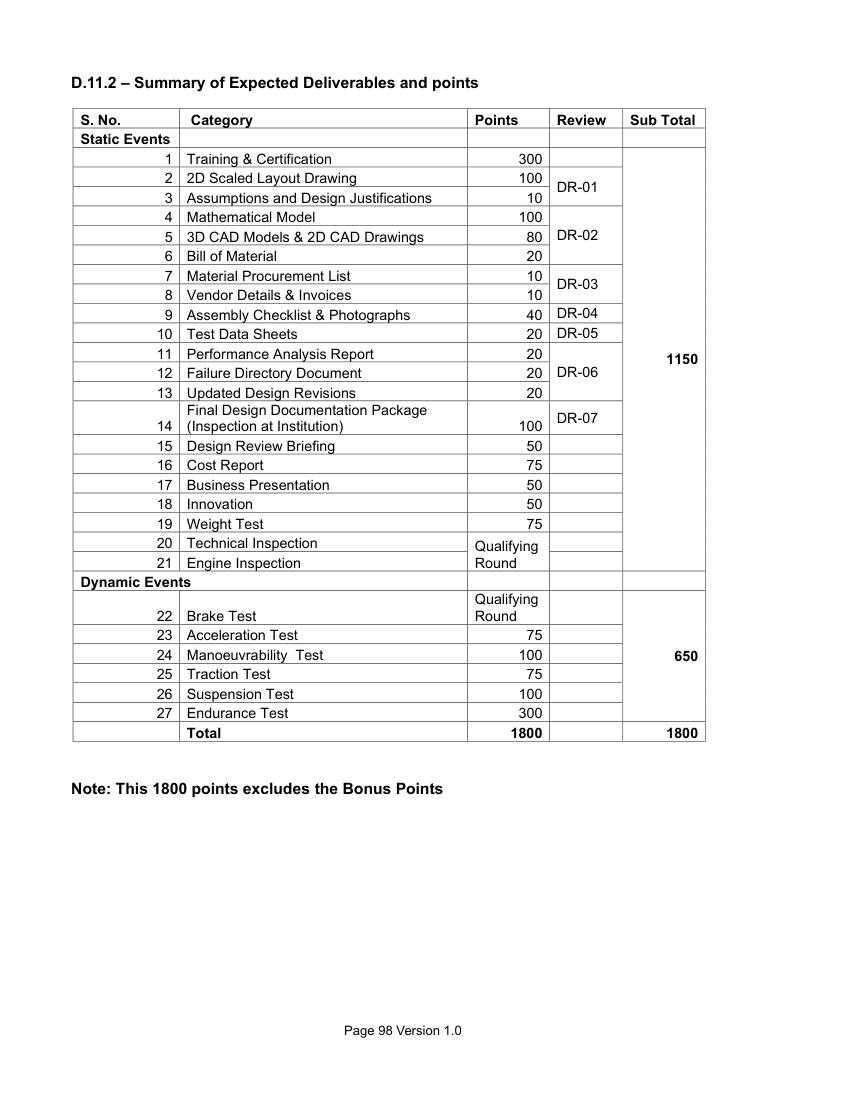 D.11.2 – Summary of Expected Deliverables and points
S. No. Category Points Review Sub Total
Static Events
1 Training & Certification 300
2 2D Scaled Layout Drawing 100 DR-01
3 Assumptions and Design Justifications 10
4 Mathematical Model 100
5 3D CAD Models & 2D CAD Drawings 80 DR-02
6 Bill of Material 20
7 Material Procurement List 10 DR-03
8 Vendor Details & Invoices 10
9 Assembly Checklist & Photographs 40 DR-04
10 Test Data Sheets 20 DR-05
11 Performance Analysis Report 20 1150
12 Failure Directory Document 20 DR-06
13 Updated Design Revisions 20
Final Design Documentation Package
14 (Inspection at Institution) 100 DR-07
15 Design Review Briefing 50
16 Cost Report 75
17 Business Presentation 50
18 Innovation 50
19 Weight Test 75
20 Technical Inspection Qualifying
21 Engine Inspection Round
Dynamic Events
Qualifying
22 Brake Test Round
23 Acceleration Test 75
24 Manoeuvrability Test 100 650
25 Traction Test 75
26 Suspension Test 100
27 Endurance Test 300
Total 1800 1800
Note: This 1800 points excludes the Bonus Points
Page 98 Version 1.0